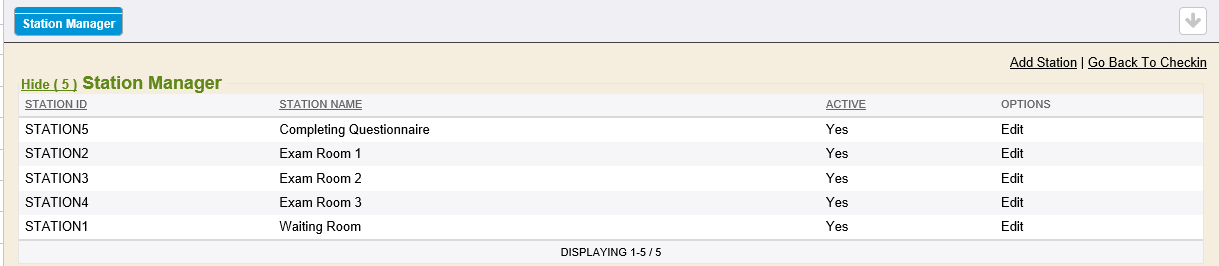 Station Manager
Add Station | Go Back To Checkin
Hide ( 5 ) Station Manager
STATION ID STATION NAME ACTIVE OPTIONS
STATION5 Completing Questionnaire Yes Edit
STATION2 Exam Room 1 Yes Edit
STATION3 Exam Room 2 Yes Edit
STATION4 Exam Room 3 Yes Edit
STATION1 Waiting Room Yes Edit
DISPLAYING 1-5 / 5